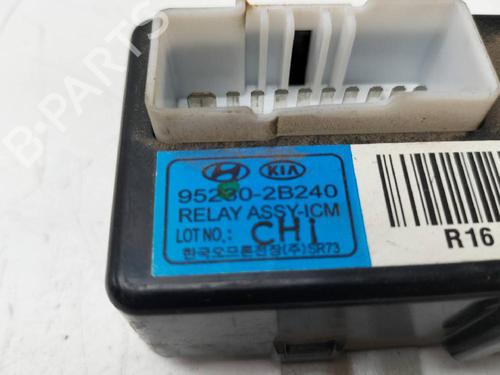 KIA
95230-2B240
RELAY ASSY-ICM
LOT NO.: CHI
한국오므론전장(주) SR73
R16
B-PARTS